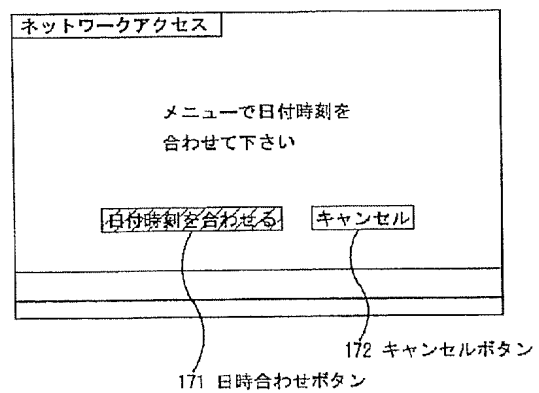 ネットワークアクセス
メニューで日付時刻を
合わせて下さい
日付時刻を合わせる
キャンセル
172 キャンセルボタン
171 日時合わせボタン